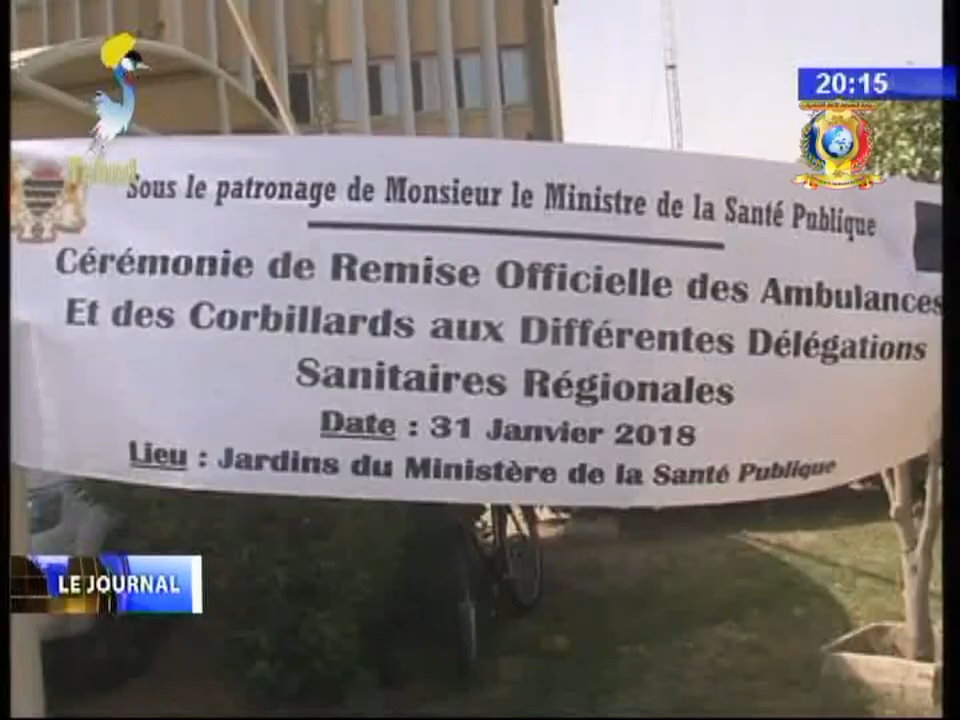 20:15
Sous le patronage de Monsieur le Ministre de la Santé Publique
Cérémonie de Remise Officielle des Ambulances
Et des Corbillards aux Différentes Délégations
Sanitaires Régionales
Date : 31 Janvier 2018
Lieu : Jardins du Ministère de la Santé Publique
LE JOURNAL